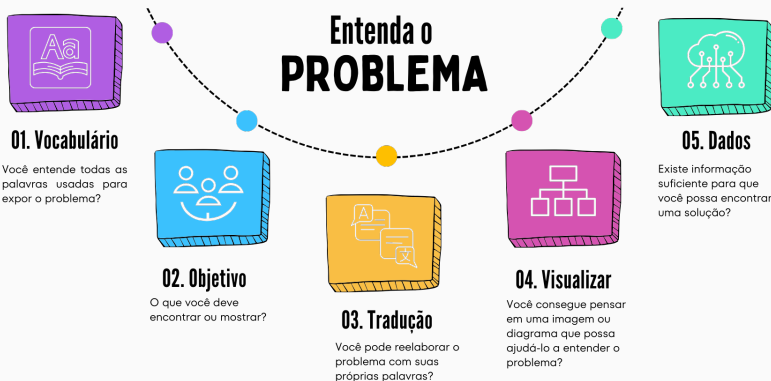 Entenda o
PROBLEMA
Aa
01. Vocabulário
Você entende todas as
palavras usadas para
expor o problema?
02. Objetivo
O que você deve
encontrar ou mostrar?
A
文
03. Tradução
Você pode reelaborar o
problema com suas
próprias palavras?
04. Visualizar
Você consegue pensar
em uma imagem ou
diagrama que possa
ajudá-lo a entender o
problema?
05. Dados
Existe informação
suficiente para que
você possa encontrar
uma solução?